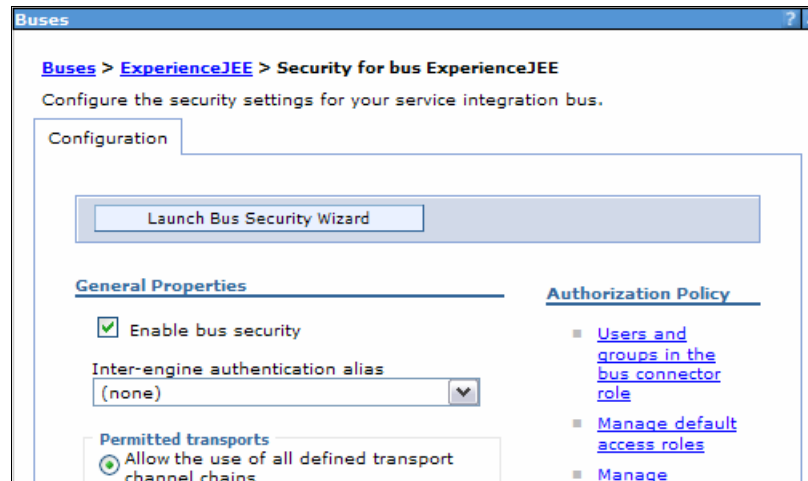 Buses
?
Buses > ExperienceJEE > Security for bus ExperienceJEE
Configure the security settings for your service integration bus.
Configuration
Launch Bus Security Wizard
General Properties
Enable bus security
Inter-engine authentication alias
(none)
Permitted transports
Allow the use of all defined transport
channel chains
Authorization Policy
Users and
groups in the
bus connector
role
Manage default
access roles
Manage